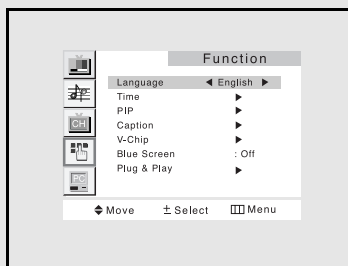 Function
Language ◀ English ▶
Time ▶
PIP ▶
Caption ▶
V-Chip ▶
Blue Screen : Off
Plug & Play ▶
CH
PC
Move ± Select Menu